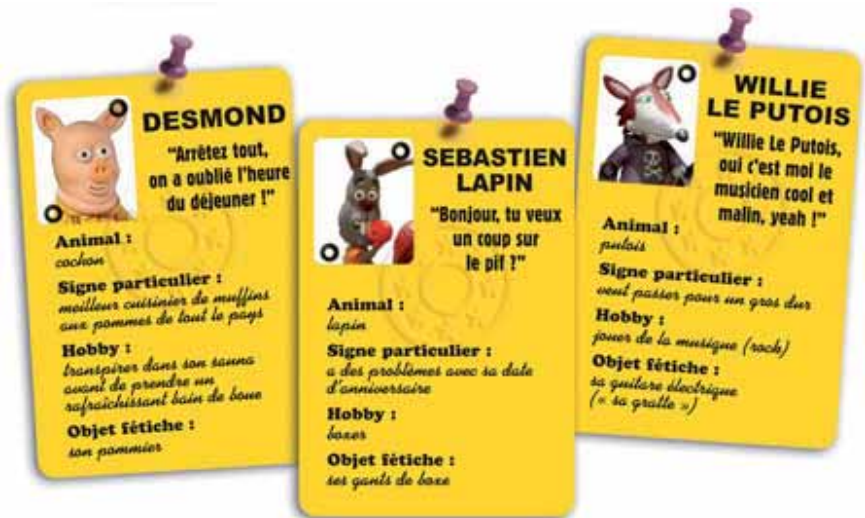 DESMOND
"Arrêtez tout,
on a oublié l'heure
du déjeuner !"
Animal :
cochon
Signe particulier :
meilleur cuisinier de muffins
aux pommes de tout le pays
Hobby :
transpirer dans son sauna
avant de prendre un
rafraîchissant bain de boue
Objet fétiche :
son pommier
SEBASTIEN
LAPIN
"Bonjour, tu veux
un coup sur
le pif ?"
Animal :
lapin
Signe particulier :
a des problèmes avec sa date
d'anniversaire
Hobby :
boxer
Objet fétiche :
ses gants de boxe
WILLIE
LE PUTOIS
"Willie Le Putois,
oui c'est moi le
musicien cool et
malin, yeah !"
Animal :
putois
Signe particulier :
veut passer pour un gros dur
Hobby :
jouer de la musique (rock)
Objet fétiche :
sa guitare électrique
(« sa gratte »)